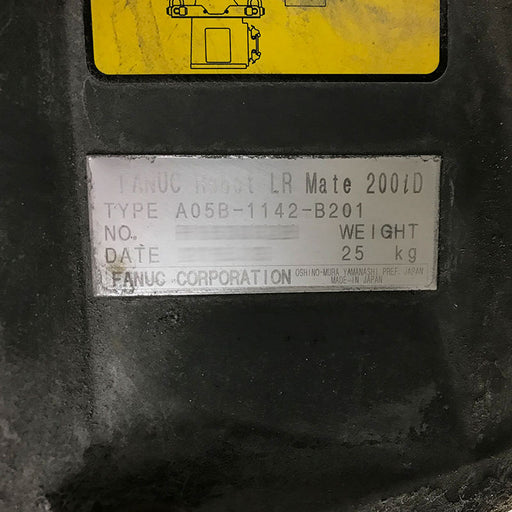 FANUC Robot LR Mate 200iD
TYPE A05B-1142-B201
NO. WEIGHT
DATE 25 kg
FANUC CORPORATION OSHINO-MURA YAMANASHI PREF. JAPAN
MADE-IN JAPAN